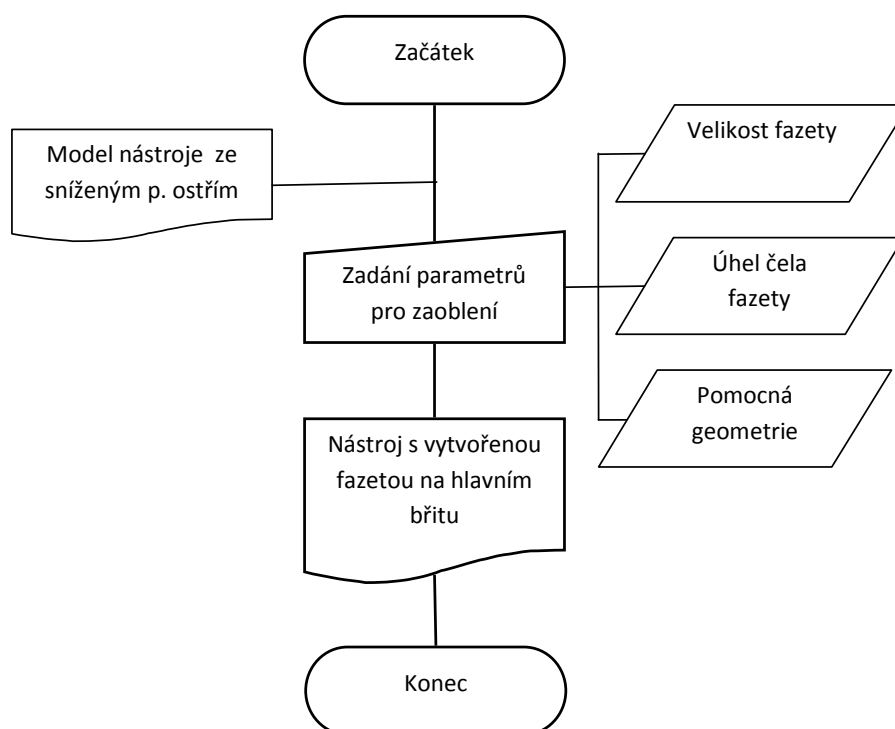 Začátek
Model nástroje ze
sníženým p. ostřím
Velikost fazety
Zadání parametrů
pro zaoblení
Úhel čela
fazety
Pomocná
geometrie
Nástroj s vytvořenou
fazetou na hlavním
břitu
Konec